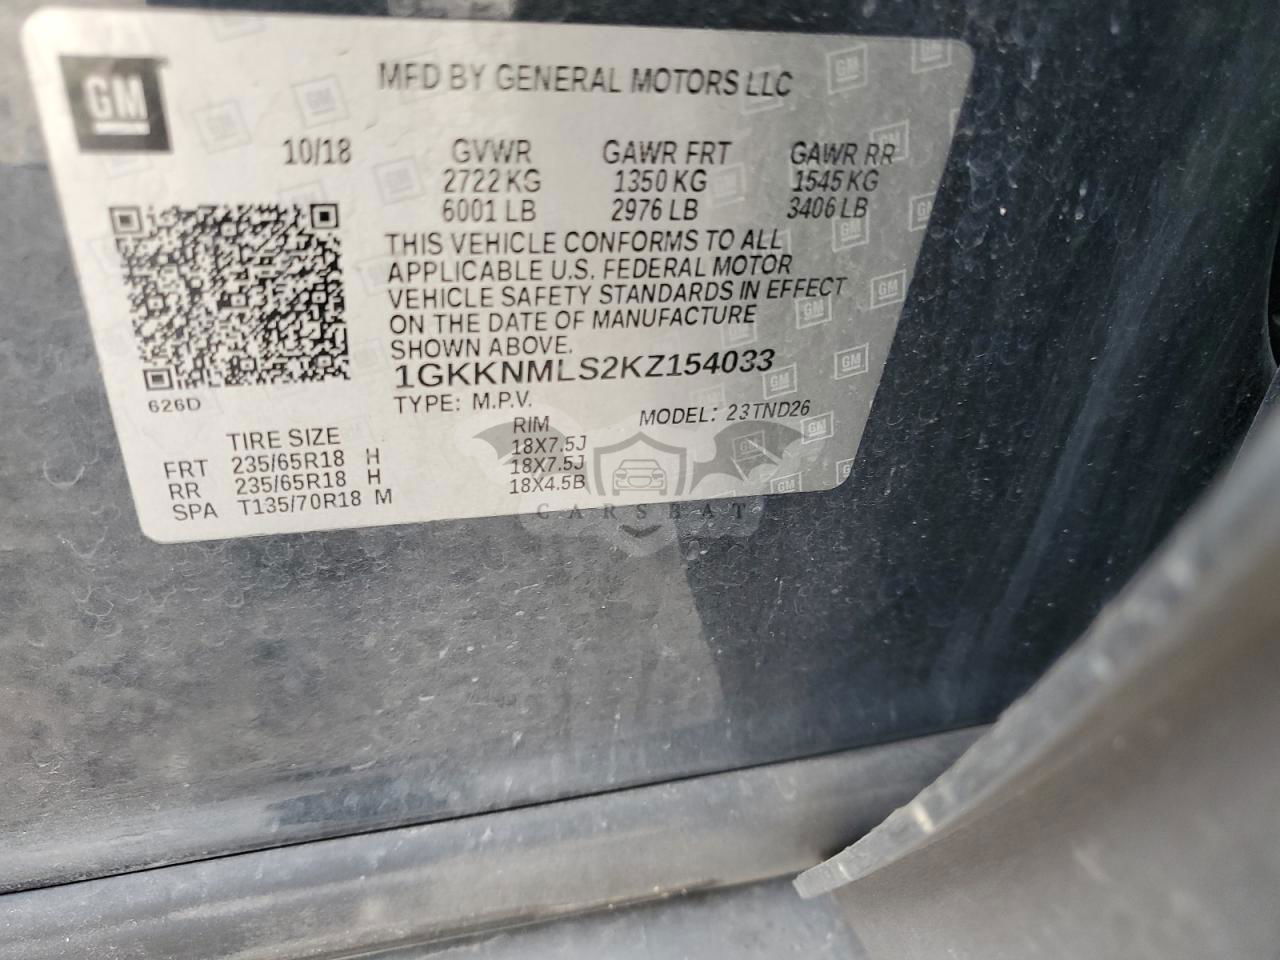 GM
MFD BY GENERAL MOTORS LLC
10/18 GVWR GAWR FRT GAWR RR
2722 KG 1350 KG 1545 KG
6001 LB 2976 LB 3406 LB
THIS VEHICLE CONFORMS TO ALL
APPLICABLE U.S. FEDERAL MOTOR
VEHICLE SAFETY STANDARDS IN EFFECT
ON THE DATE OF MANUFACTURE
SHOWN ABOVE.
1GKKNMLS2KZ154033
626D
TYPE: M.P.V. MODEL: 23TND26
TIRE SIZE RIM
FRT 235/65R18 H 18X7.5J
RR 235/65R18 H 18X7.5J
SPA T135/70R18 M 18X4.5B
CARSBAT